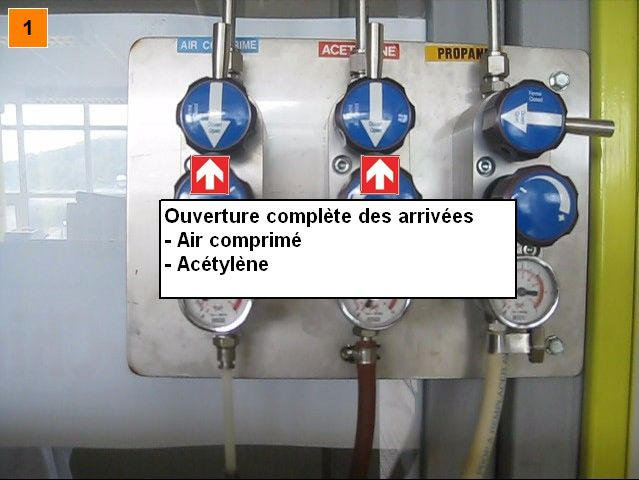 1
AIR COMPRIME
ACETYLENE
PROPANE
Ouverture complète des arrivées
- Air comprimé
- Acétylène